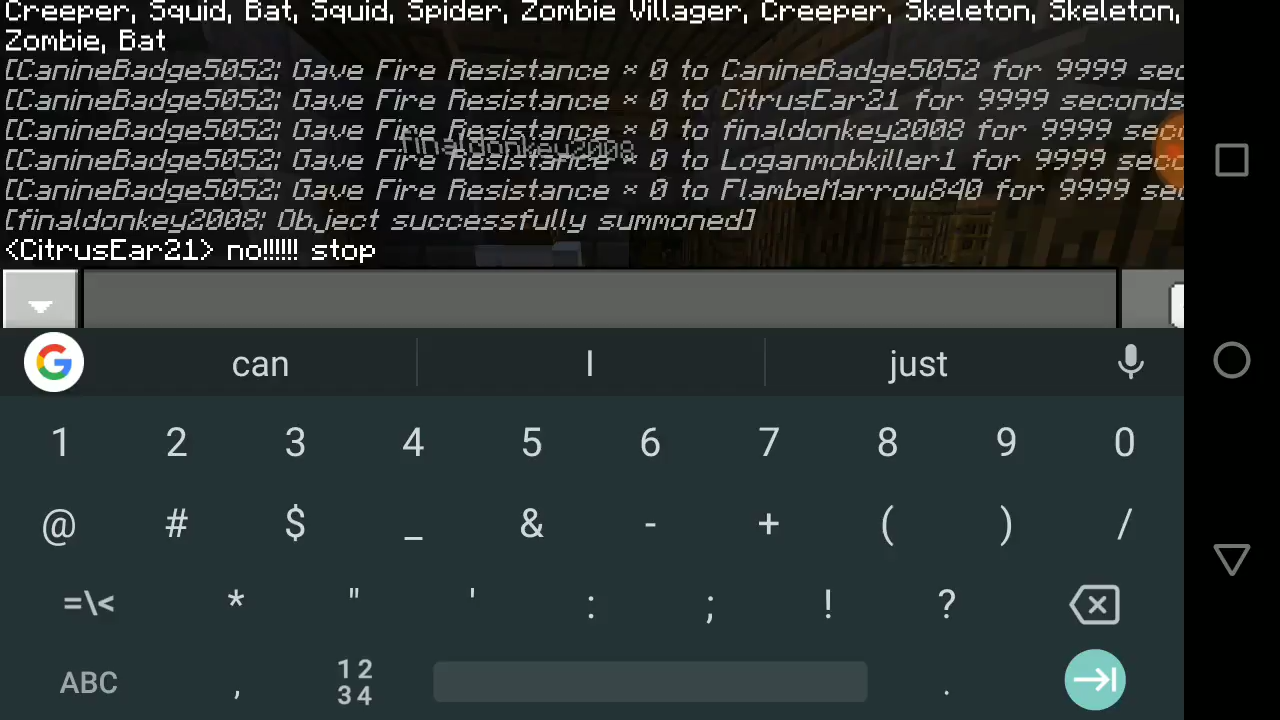 Creeper, Squid, Bat, Squid, Spider, Zombie Villager, Creeper, Skeleton, Skeleton,
Zombie, Bat
[CanineBadge5052: Gave Fire Resistance * 0 to CanineBadge5052 for 9999 sec
[CanineBadge5052: Gave Fire Resistance * 0 to CitrusEar21 for 9999 seconds
[CanineBadge5052: Gave Fire Resistance * 0 to finaldonkey2008 for 9999 sec
finaldonkey2008
[CanineBadge5052: Gave Fire Resistance * 0 to Loganmobkiller1 for 9999 sec
[CanineBadge5052: Gave Fire Resistance * 0 to FlambeMarrow840 for 9999 sec
[finaldonkey2008: Object successfully summoned]
<CitrusEar21> no!!!!!! stop
G can I just
1 2 3 4 5 6 7 8 9 0
@ # $ _ & - + ( ) /
=\< * " ' : ; ! ?
ABC , 12 34 .